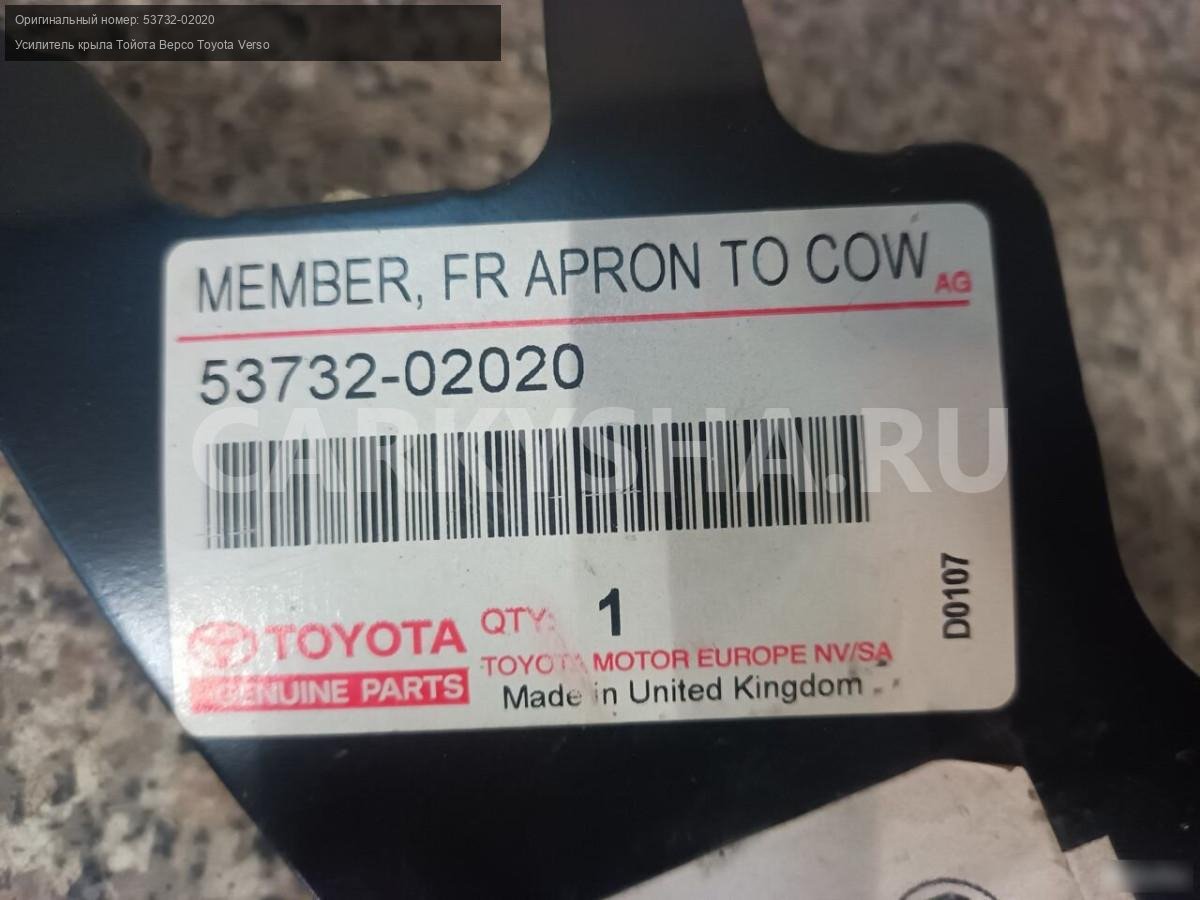 Оригинальный номер: 53732-02020
Усилитель крыла Тойота Версо Toyota Verso
MEMBER, FR APRON TO COW
AG
53732-02020
CARKYSHA.RU
D0107
TOYOTA
GENUINE PARTS
QTY: 1
TOYOTA MOTOR EUROPE NV/SA
Made in United Kingdom